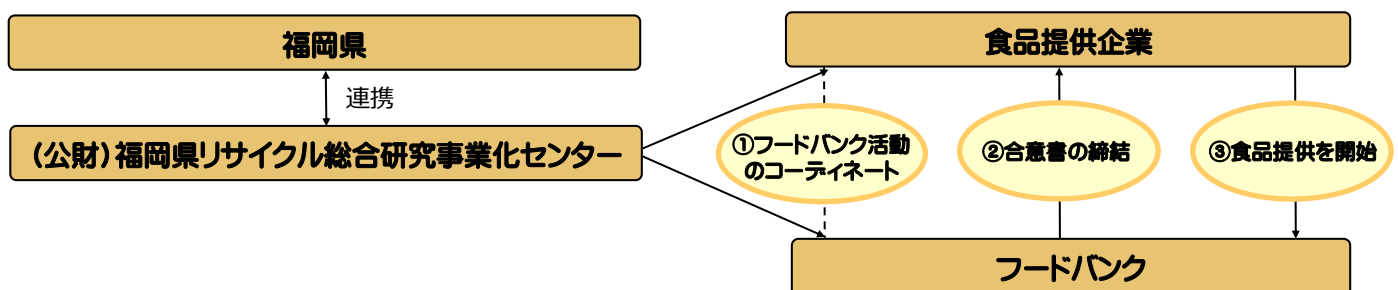 福岡県
連携
(公財)福岡県リサイクル総合研究事業化センター
食品提供企業
①フードバンク活動
のコーディネート
②合意書の締結
③食品提供を開始
フードバンク